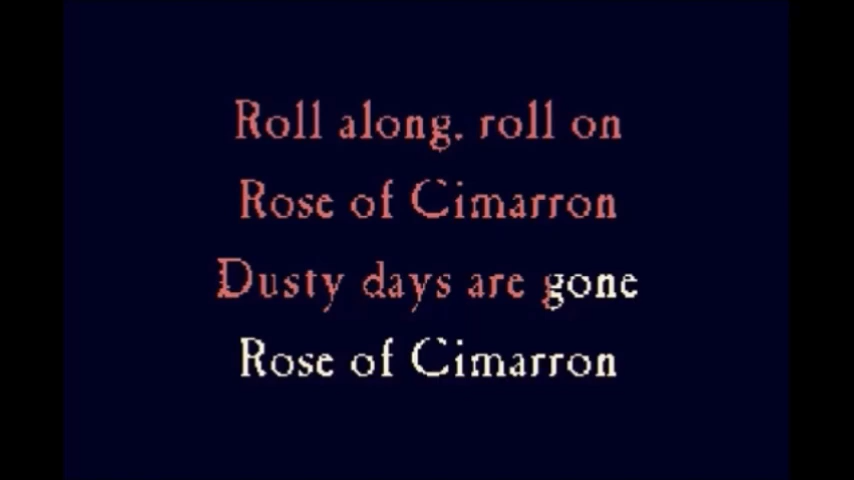 Roll along, roll on
Rose of Cimarron
Dusty days are gone
Rose of Cimarron